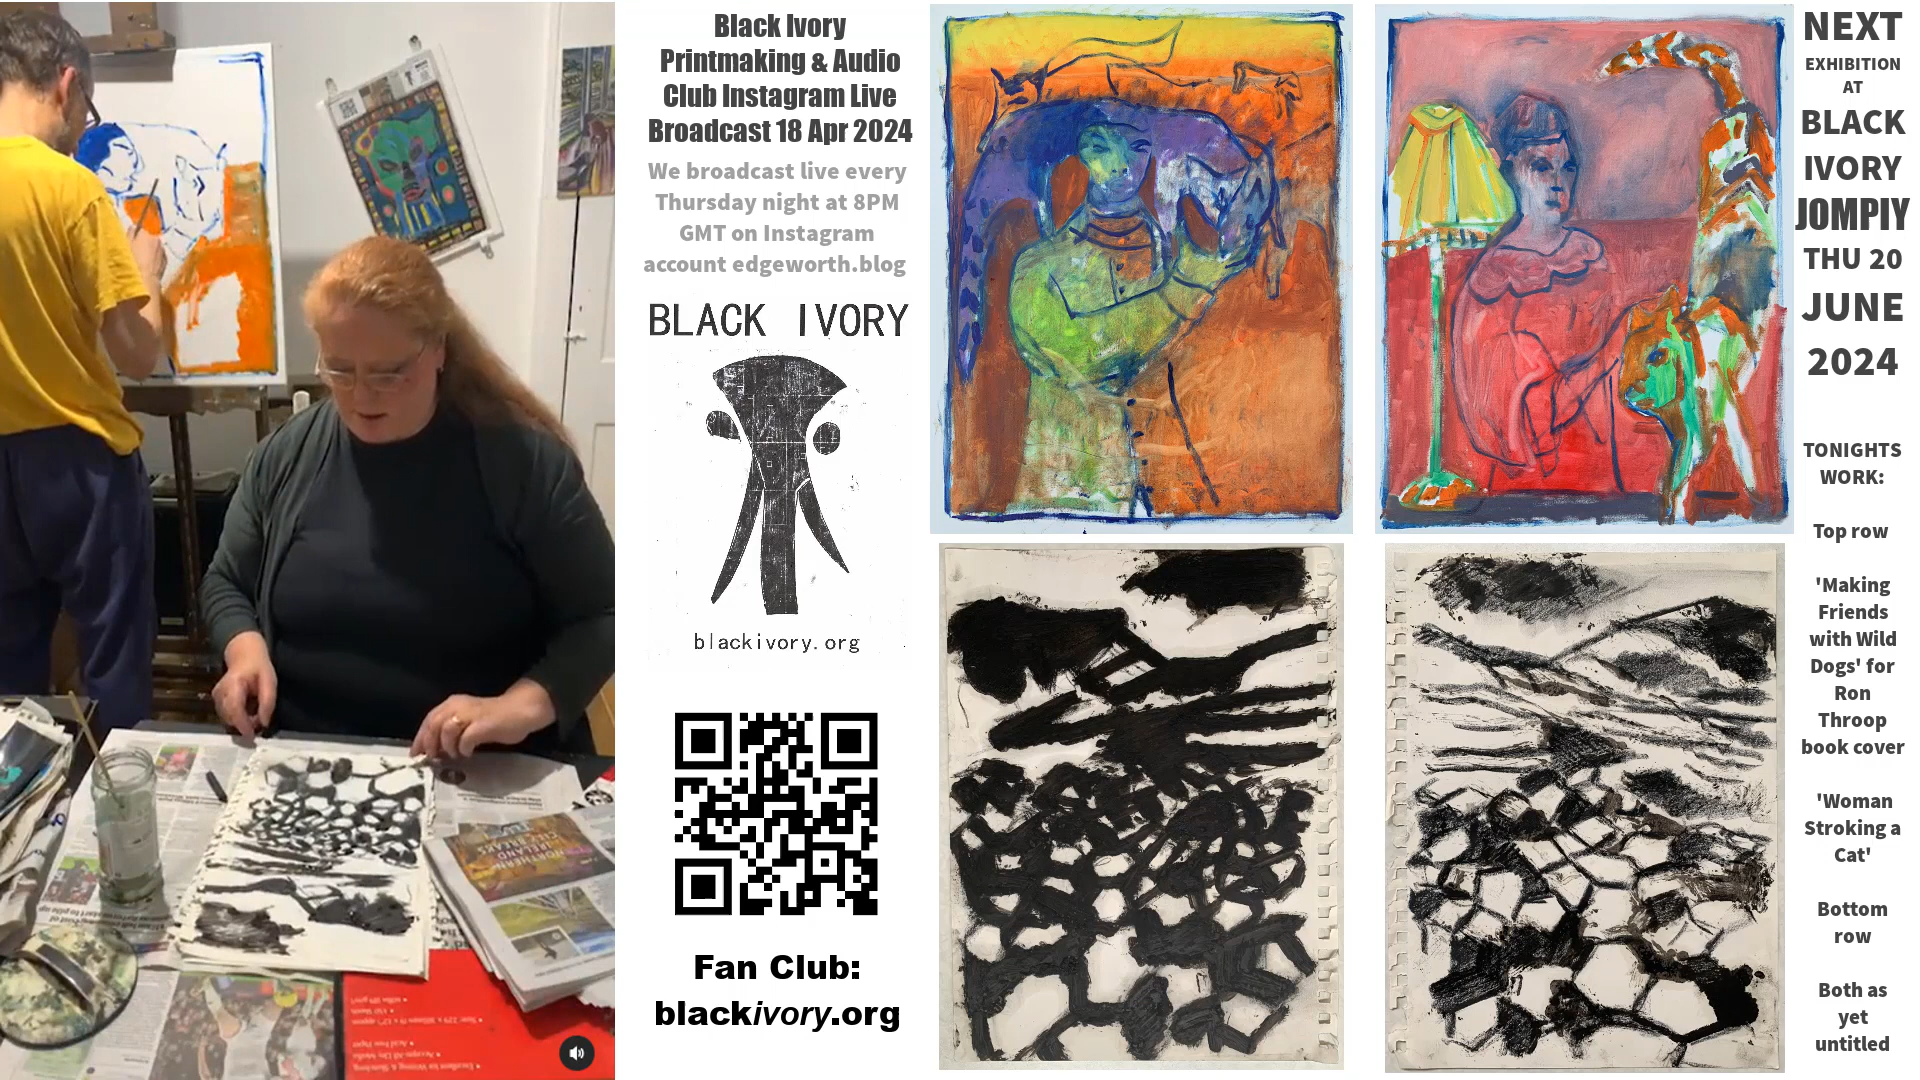 Black Ivory
Printmaking & Audio
Club Instagram Live
Broadcast 18 Apr 2024
We broadcast live every
Thursday night at 8PM
GMT on Instagram
account edgeworth.blog
BLACK IVORY
blackivory.org
Fan Club:
blackivory.org
NEXT
EXHIBITION
AT
BLACK
IVORY
JOMPIY
THU 20
JUNE
2024
TONIGHTS
WORK:
Top row
'Making
Friends
with Wild
Dogs' for
Ron
Throop
book cover
'Woman
Stroking a
Cat'
Bottom
row
Both as
yet
untitled